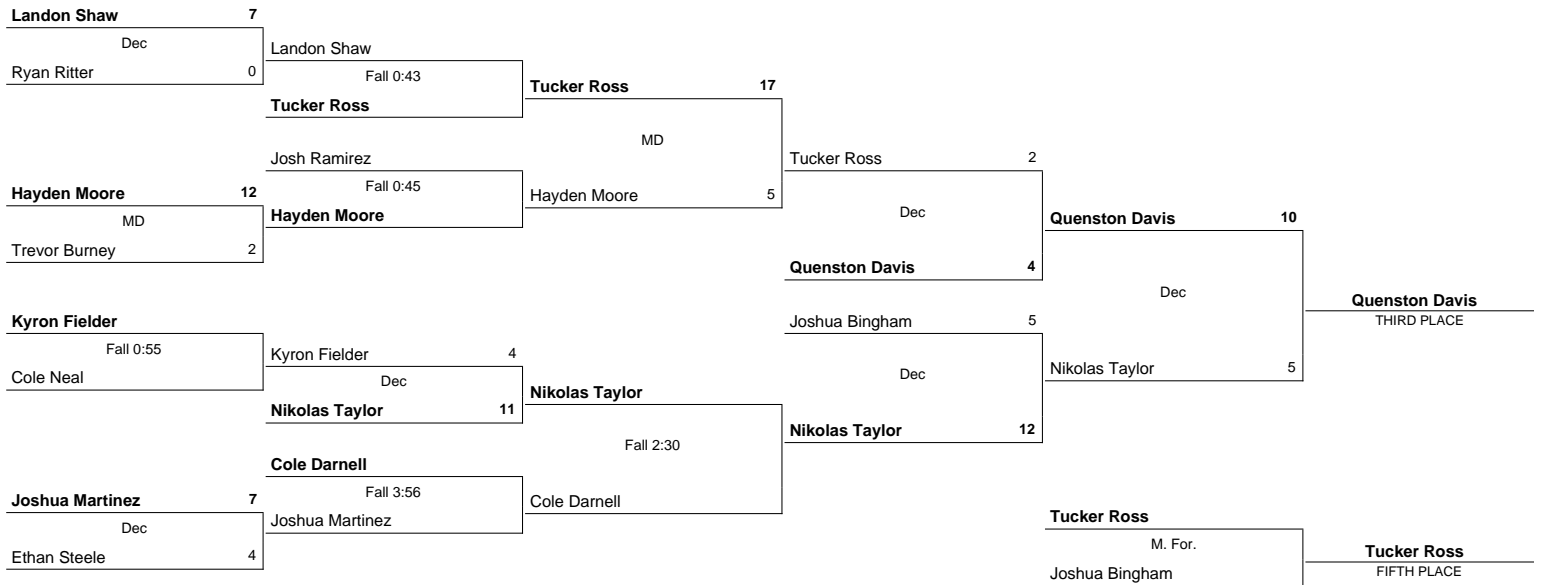 Landon Shaw 7
Dec
Ryan Ritter 0
Hayden Moore 12
MD
Trevor Burney 2
Kyron Fielder
Fall 0:55
Cole Neal
Joshua Martinez 7
Dec
Ethan Steele 4
Landon Shaw
Fall 0:43
Tucker Ross
Josh Ramirez
Fall 0:45
Hayden Moore
Kyron Fielder 4
Dec
Nikolas Taylor 11
Cole Darnell
Fall 3:56
Joshua Martinez
Tucker Ross 17
MD
Hayden Moore 5
Nikolas Taylor
Fall 2:30
Cole Darnell
Tucker Ross 2
Dec
Quenston Davis 4
Joshua Bingham 5
Dec
Nikolas Taylor 12
Quenston Davis 10
Dec
Nikolas Taylor 5
Quenston Davis
THIRD PLACE
Tucker Ross
M. For.
Joshua Bingham
Tucker Ross
FIFTH PLACE